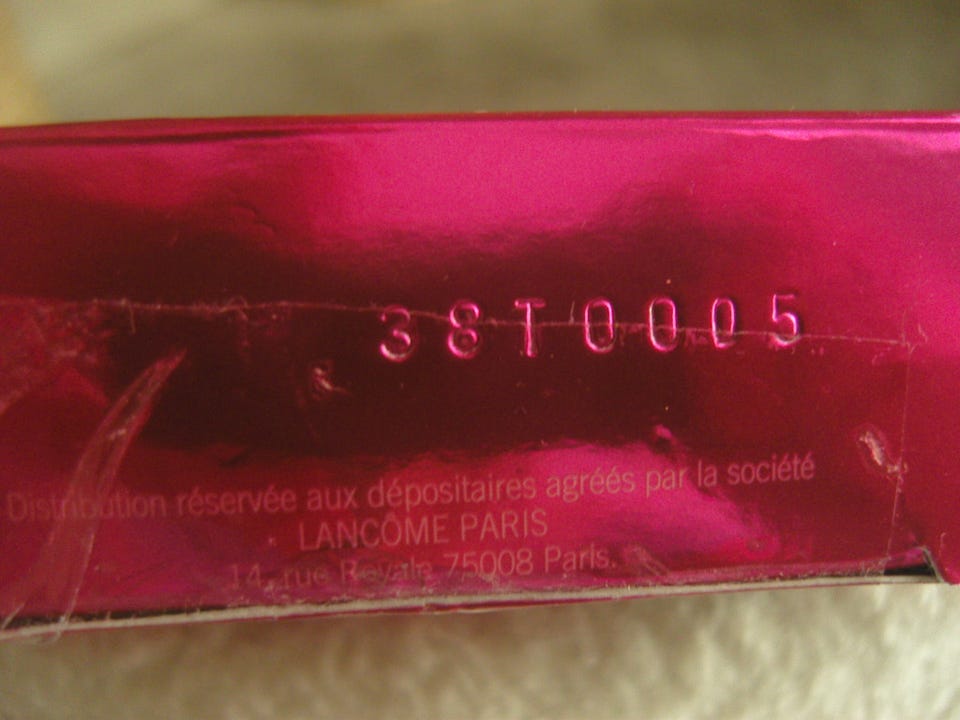 38T0005
Distribution réservée aux dépositaires agréés par la société
LANCÔME PARIS
14, rue Royale 75008 Paris.